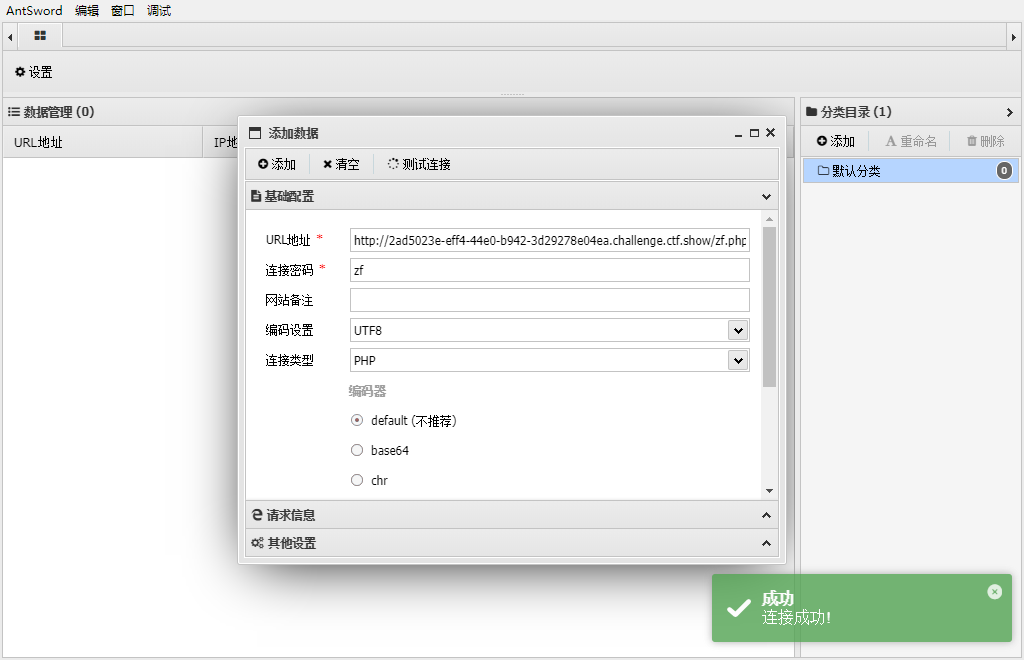 AntSword 编辑 窗口 调试
设置
数据管理 (0)
分类目录 (1)
URL地址 IP地
添加 重命名 删除
默认分类 0
添加数据
添加 清空 测试连接
基础配置
URL地址 * http://2ad5023e-eff4-44e0-b942-3d29278e04ea.challenge.ctf.show/zf.php
连接密码 * zf
网站备注
编码设置 UTF8
连接类型 PHP
编码器
default (不推荐)
base64
chr
请求信息
其他设置
成功
连接成功!